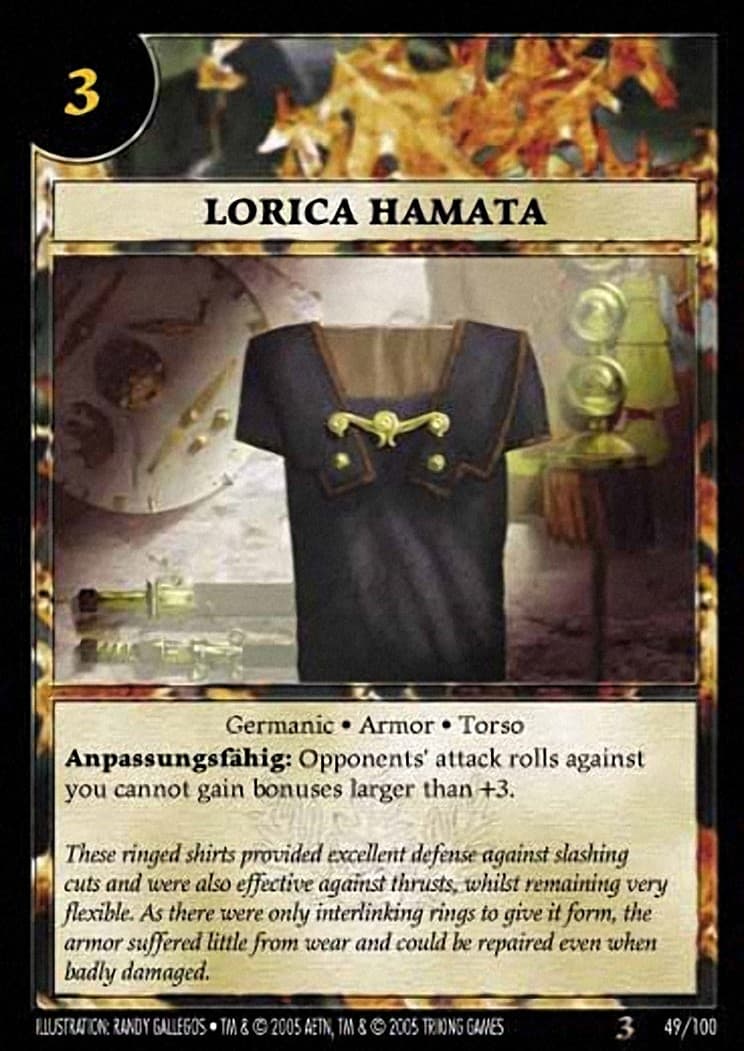 3
LORICA HAMATA
Germanic • Armor • Torso
Anpassungsfähig: Opponents' attack rolls against
you cannot gain bonuses larger than +3.
These ringed shirts provided excellent defense against slashing
cuts and were also effective against thrusts, whilst remaining very
flexible. As there were only interlinking rings to give it form, the
armor suffered little from wear and could be repaired even when
badly damaged.
ILLUSTRATION: RANDY GALLEGOS • TM & © 2005 AETN, TM & © 2005 TRIKING GAMES 3 49/100